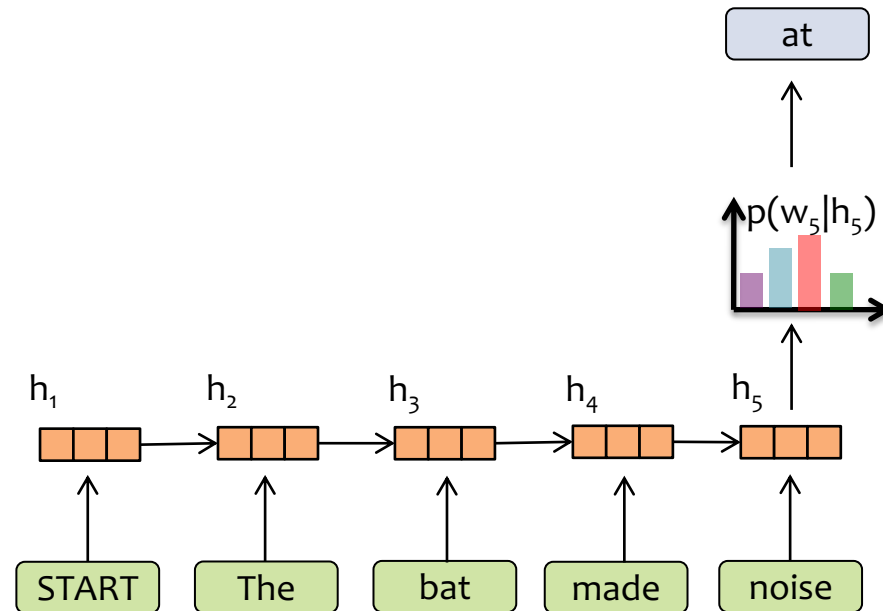 at
p(w₅|h₅)
h₁ h₂ h₃ h₄ h₅
START The bat made noise